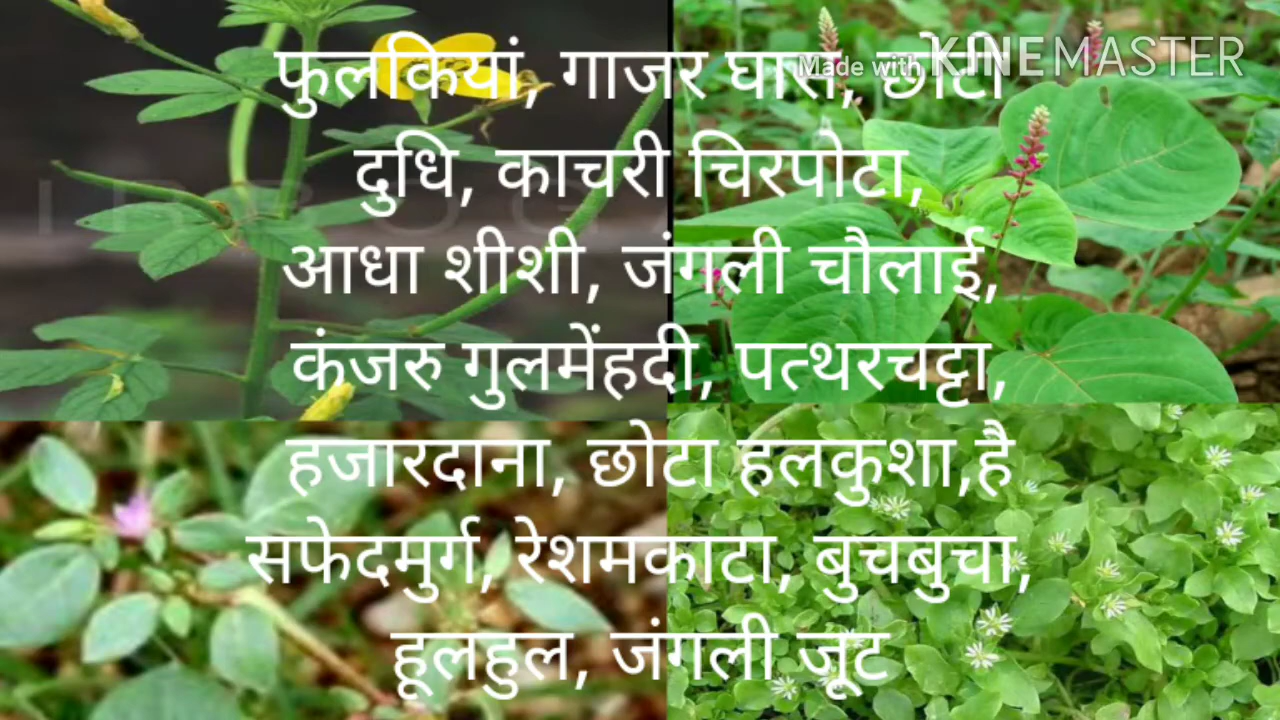 Made with KINEMASTER
फुलकियां, गाजर घास, छोटी
दुधि, काचरी चिरपोटा,
आधा शीशी, जंगली चौलाई,
कंजरु गुलमेंहदी, पत्थरचट्टा,
हजारदाना, छोटा हलकुशा,है
सफेदमुर्ग, रेशमकाटा, बुचबुचा,
हूलहुल, जंगली जूट